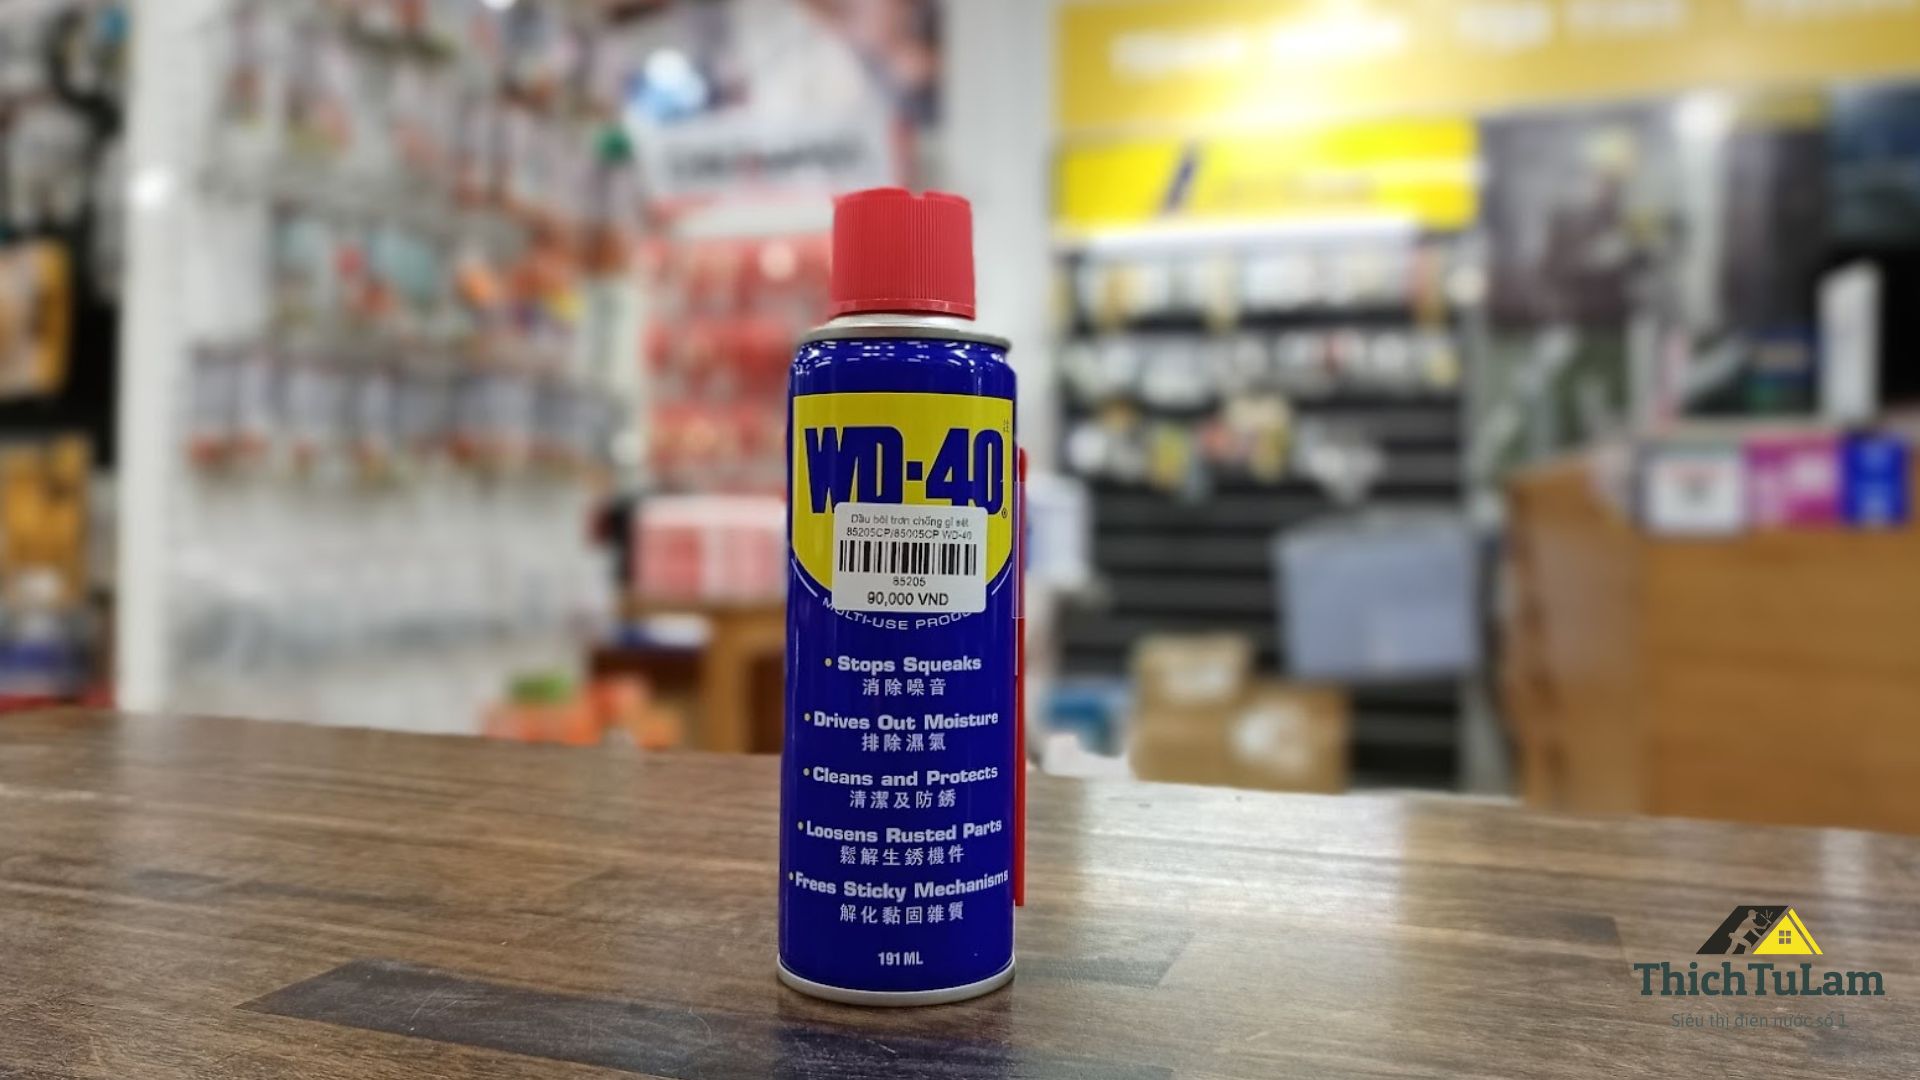 WD-40
®
Dầu bôi trơn chống gỉ sét
85205CP/85005CP WD-40
85205
90,000 VND
MULTI-USE PRODUC
• Stops Squeaks
消除噪音
• Drives Out Moisture
排除濕氣
• Cleans and Protects
清潔及防銹
• Loosens Rusted Parts
鬆解生銹機件
• Frees Sticky Mechanisms
解化黏固雜質
191 ML
ThichTuLam
Siêu thị điện nước số 1